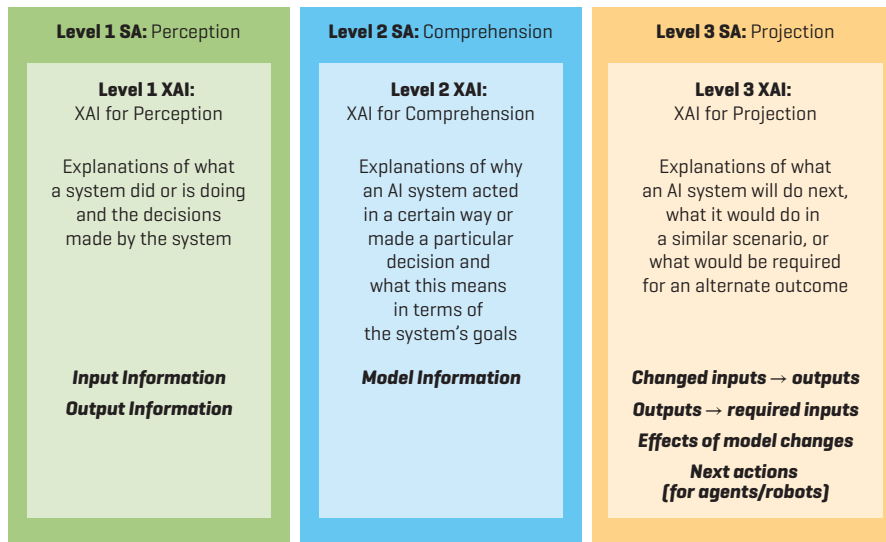 Level 1 SA: Perception
Level 1 XAI:
XAI for Perception
Explanations of what
a system did or is doing
and the decisions
made by the system
Input Information
Output Information
Level 2 SA: Comprehension
Level 2 XAI:
XAI for Comprehension
Explanations of why
an AI system acted
in a certain way or
made a particular
decision and
what this means
in terms of
the system's goals
Model Information
Level 3 SA: Projection
Level 3 XAI:
XAI for Projection
Explanations of what
an AI system will do next,
what it would do in
a similar scenario, or
what would be required
for an alternate outcome
Changed inputs → outputs
Outputs → required inputs
Effects of model changes
Next actions
(for agents/robots)